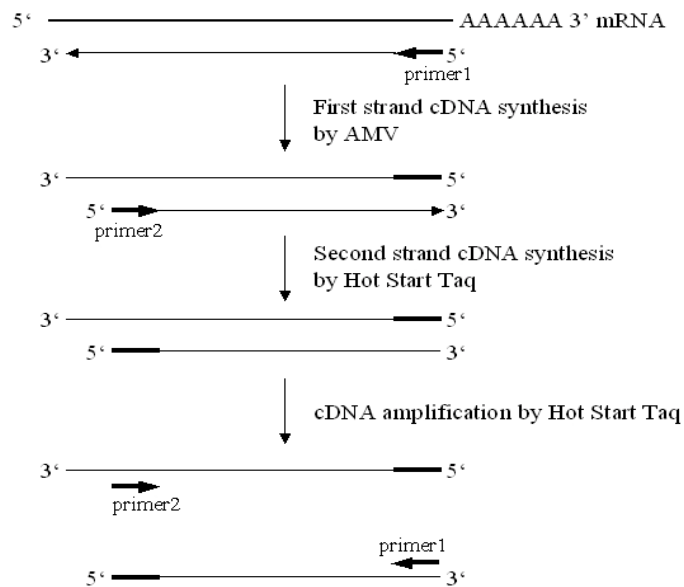 5‘ AAAAAA 3‘ mRNA
3‘ 5‘
primer1
First strand cDNA synthesis
by AMV
3‘ 5‘
5‘ 3‘
primer2
Second strand cDNA synthesis
by Hot Start Taq
3‘ 5‘
5‘ 3‘
cDNA amplification by Hot Start Taq
3‘ 5‘
primer2
primer1
5‘ 3‘